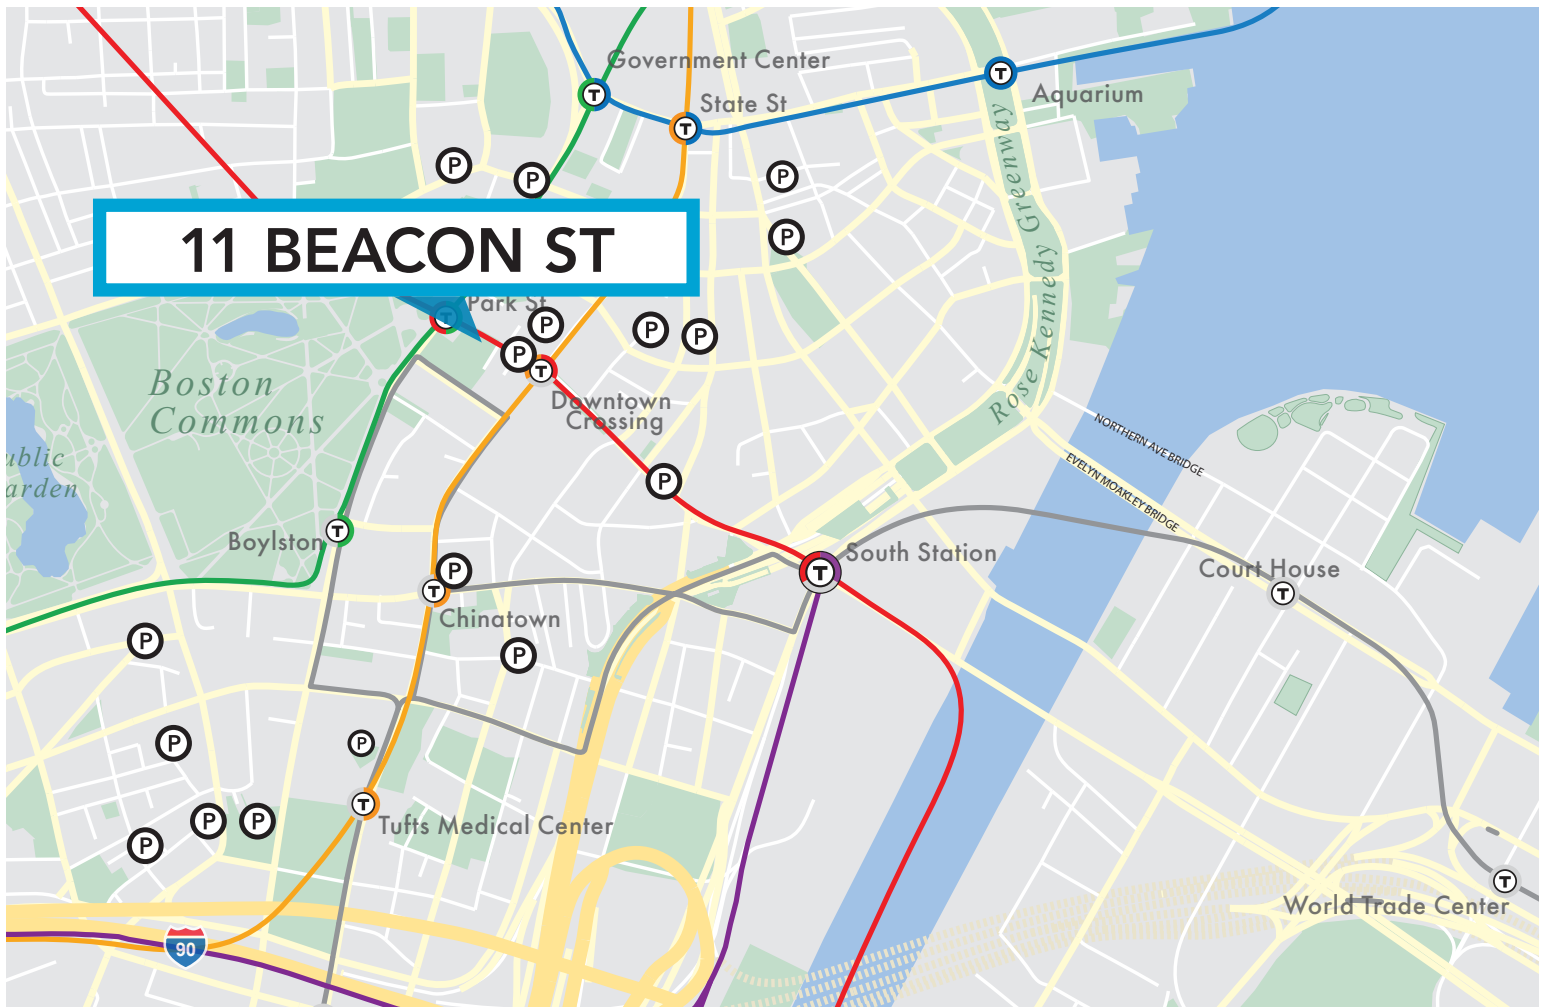 Government Center
State St
Aquarium
P
P
P
P
11 BEACON ST
Rose Kennedy Greenway
Park St
P
P
P
P
Boston
Commons
Downtown
Crossing
NORTHERN AVE BRIDGE
EVELYN MOAKLEY BRIDGE
ublic
arden
P
Boylston
South Station
Court House
P
Chinatown
P
P
P
P
P
P
P
Tufts Medical Center
World Trade Center
90
T
T
T
T
T
T
T
T
T
T
T